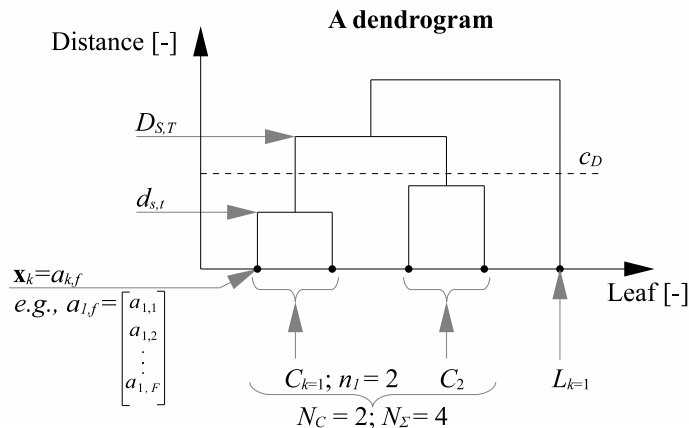 A dendrogram
Distance [-]
D_{S,T}
c_D
d_{s,t}
x_k=a_{k,f}
e.g., a_{1,f}=
a_{1,1}
a_{1,2}
⋮
a_{1, F}
Leaf [-]
C_{k=1}; n_1 = 2 C_2 L_{k=1}
N_C = 2; N_Σ = 4